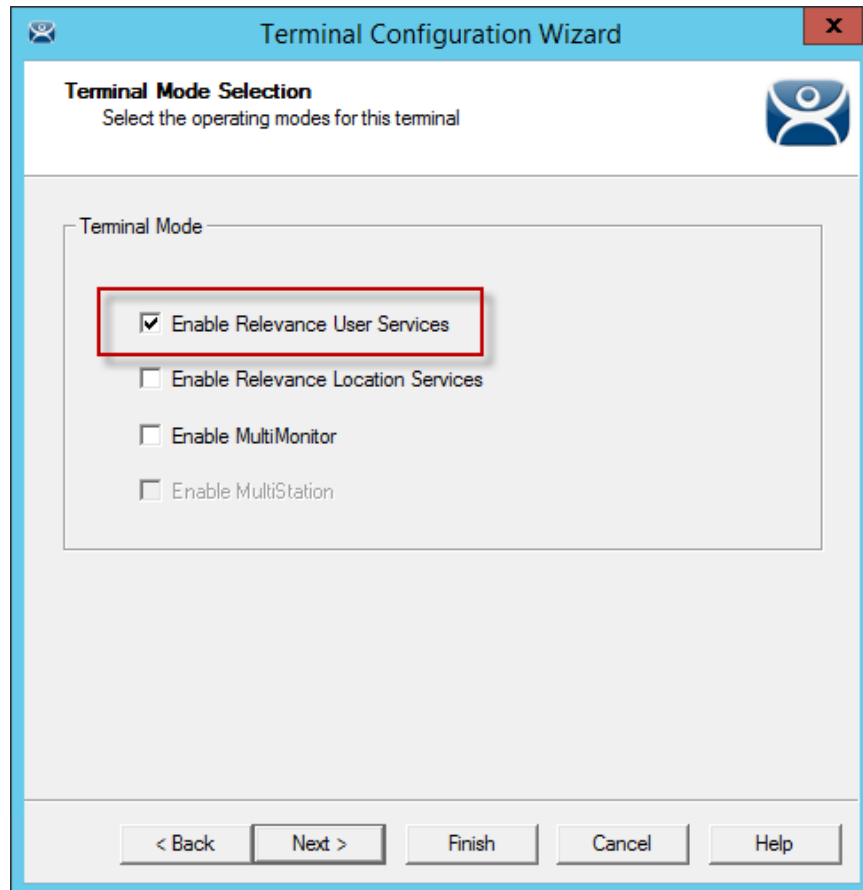 Terminal Configuration Wizard
x
Terminal Mode Selection
Select the operating modes for this terminal
Terminal Mode
Enable Relevance User Services
Enable Relevance Location Services
Enable MultiMonitor
Enable MultiStation
< Back Next > Finish Cancel Help